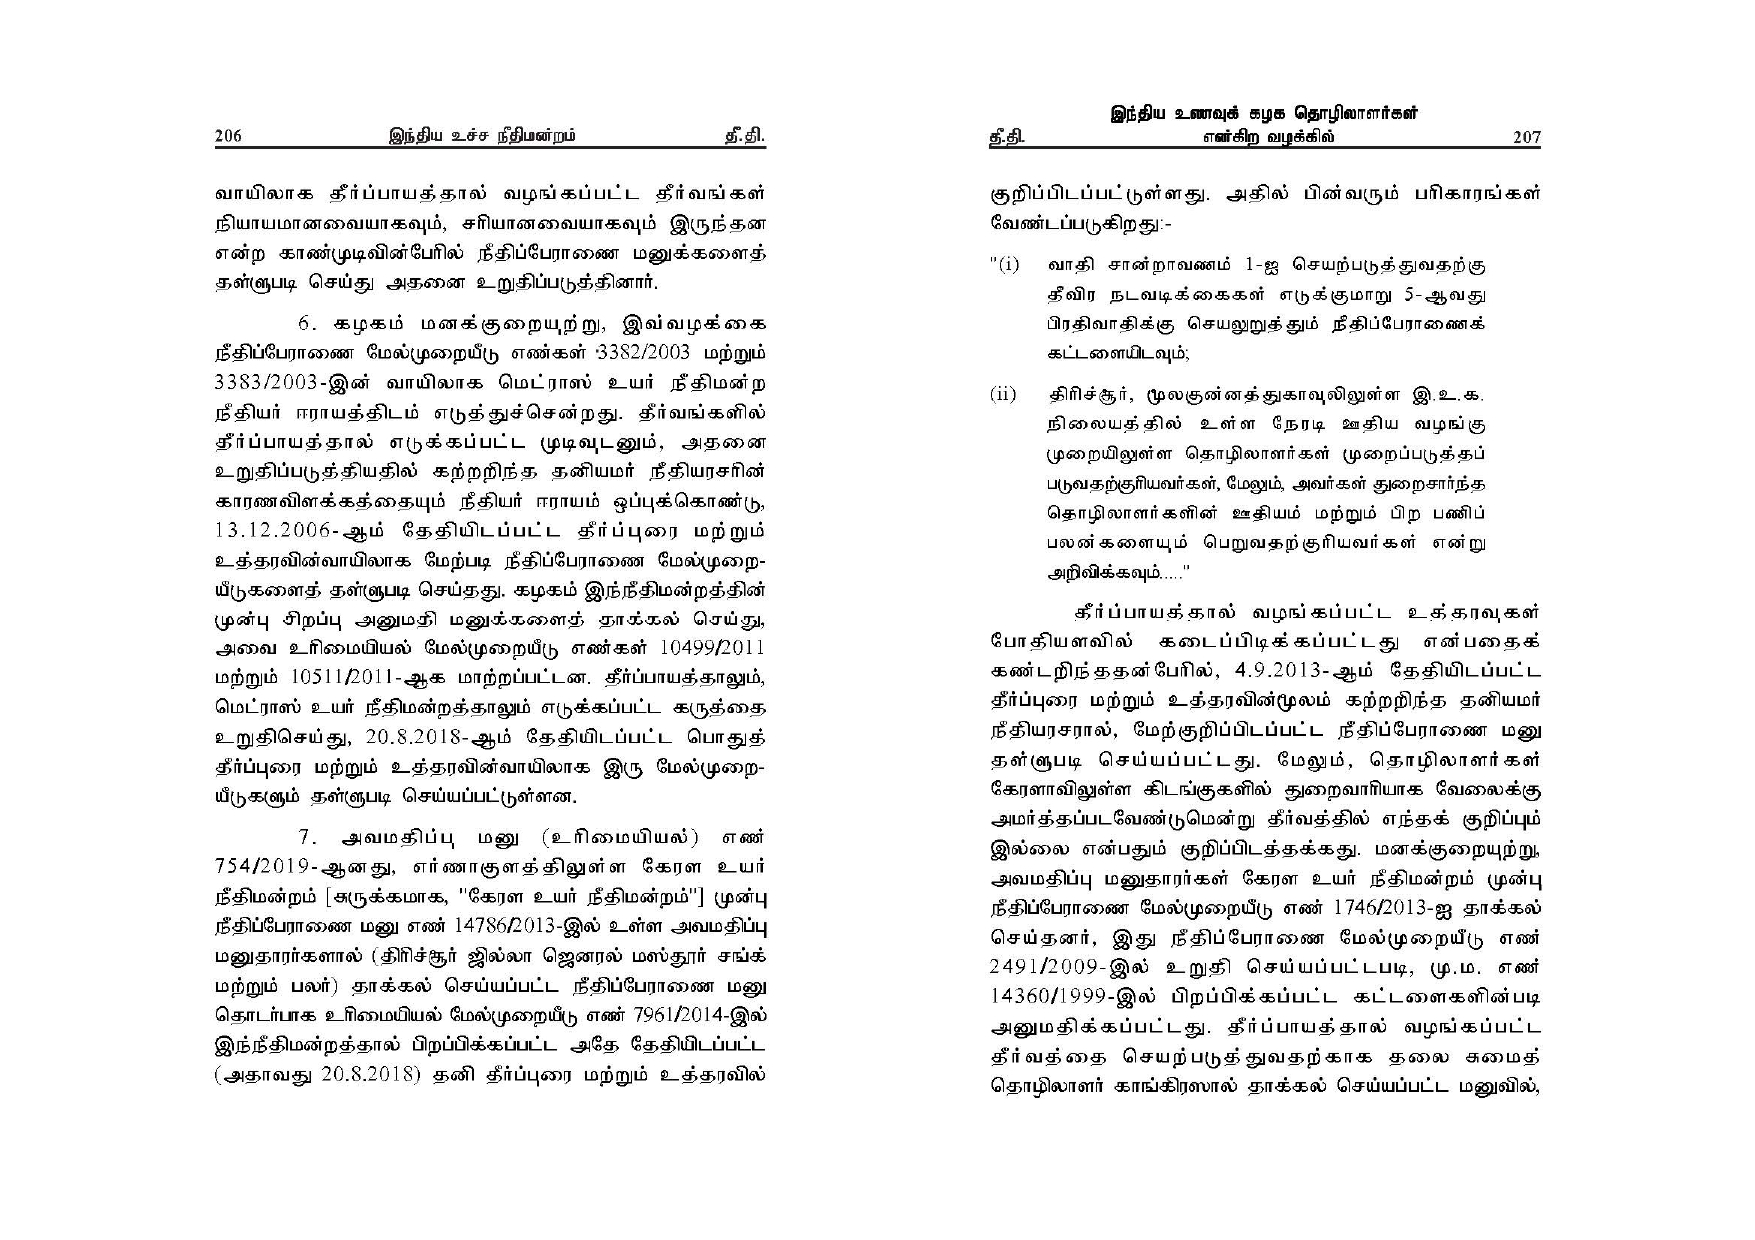 206 இந்திய உச்ச நீதிமன்றம் தீ.தி.
வாயிலாக தீர்ப்பாயத்தால் வழங்கப்பட்ட தீர்வங்கள்
நியாயமானவையாகவும், சரியானவையாகவும் இருந்தன
என்ற காண்முடிவின்பேரில் நீதிப்பேராணை மனுக்களைத்
தள்ளுபடி செய்து அதனை உறுதிப்படுத்தினார்.
6. கழகம் மனக்குறையுற்று, இவ்வழக்கை
நீதிப்பேராணை மேல்முறையீடு எண்கள் 3382/2003 மற்றும்
3383/2003-இன் வாயிலாக மெட்ராஸ் உயர் நீதிமன்ற
நீதியர் ஈராயத்திடம் எடுத்துச்சென்றது. தீர்வங்களில்
தீர்ப்பாயத்தால் எடுக்கப்பட்ட முடிவுடனும், அதனை
உறுதிப்படுத்தியதில் கற்றறிந்த தனியமர் நீதியரசரின்
காரணவிளக்கத்தையும் நீதியர் ஈராயம் ஒப்புக்கொண்டு,
13.12.2006-ஆம் தேதியிடப்பட்ட தீர்ப்புரை மற்றும்
உத்தரவின்வாயிலாக மேற்படி நீதிப்பேராணை மேல்முறை-
யீடுகளைத் தள்ளுபடி செய்தது. கழகம் இந்நீதிமன்றத்தின்
முன்பு சிறப்பு அனுமதி மனுக்களைத் தாக்கல் செய்து,
அவை உரிமையியல் மேல்முறையீடு எண்கள் 10499/2011
மற்றும் 10511/2011-ஆக மாற்றப்பட்டன. தீர்ப்பாயத்தாலும்,
மெட்ராஸ் உயர் நீதிமன்றத்தாலும் எடுக்கப்பட்ட கருத்தை
உறுதிசெய்து, 20.8.2018-ஆம் தேதியிடப்பட்ட பொதுத்
தீர்ப்புரை மற்றும் உத்தரவின்வாயிலாக இரு மேல்முறை-
யீடுகளும் தள்ளுபடி செய்யப்பட்டுள்ளன.
7. அவமதிப்பு மனு (உரிமையியல்) எண்
754/2019-ஆனது, எர்ணாகுளத்திலுள்ள கேரள உயர்
நீதிமன்றம் [சுருக்கமாக, "கேரள உயர் நீதிமன்றம்"] முன்பு
நீதிப்பேராணை மனு எண் 14786/2013-இல் உள்ள அவமதிப்பு
மனுதாரர்களால் (திரிச்சூர் ஜில்லா ஜெனரல் மஸ்தூர் சங்க்
மற்றும் பலர்) தாக்கல் செய்யப்பட்ட நீதிப்பேராணை மனு
தொடர்பாக உரிமையியல் மேல்முறையீடு எண் 7961/2014-இல்
இந்நீதிமன்றத்தால் பிறப்பிக்கப்பட்ட அதே தேதியிடப்பட்ட
(அதாவது 20.8.2018) தனி தீர்ப்புரை மற்றும் உத்தரவில்
இந்திய உணவுக் கழக தொழிலாளர்கள்
தீ.தி. என்கிற வழக்கில் 207
குறிப்பிடப்பட்டுள்ளது. அதில் பின்வரும் பரிகாரங்கள்
வேண்டப்படுகிறது:-
"(i) வாதி சான்றாவணம் 1-ஐ செயற்படுத்துவதற்கு
தீவிர நடவடிக்கைகள் எடுக்குமாறு 5-ஆவது
பிரதிவாதிக்கு செயலுறுத்தும் நீதிப்பேராணைக்
கட்டளையிடவும்;
(ii) திரிச்சூர், மூலகுன்னத்துகாவுலிலுள்ள இ.உ.க.
நிலையத்தில் உள்ள நேரடி ஊதிய வழங்கு
முறையிலுள்ள தொழிலாளர்கள் முறைப்படுத்தப்
படுவதற்குரியவர்கள், மேலும், அவர்கள் துறைசார்ந்த
தொழிலாளர்களின் ஊதியம் மற்றும் பிற பணிப்
பலன்களையும் பெறுவதற்குரியவர்கள் என்று
அறிவிக்கவும்....."
தீர்ப்பாயத்தால் வழங்கப்பட்ட உத்தரவுகள்
போதியளவில் கடைப்பிடிக்கப்பட்டது என்பதைக்
கண்டறிந்ததன்பேரில், 4.9.2013-ஆம் தேதியிடப்பட்ட
தீர்ப்புரை மற்றும் உத்தரவின்மூலம் கற்றறிந்த தனியமர்
நீதியரசரால், மேற்குறிப்பிடப்பட்ட நீதிப்பேராணை மனு
தள்ளுபடி செய்யப்பட்டது. மேலும், தொழிலாளர்கள்
கேரளாவிலுள்ள கிடங்குகளில் துறைவாரியாக வேலைக்கு
அமர்த்தப்படவேண்டுமென்று தீர்வத்தில் எந்தக் குறிப்பும்
இல்லை என்பதும் குறிப்பிடத்தக்கது. மனக்குறையுற்று,
அவமதிப்பு மனுதாரர்கள் கேரள உயர் நீதிமன்றம் முன்பு
நீதிப்பேராணை மேல்முறையீடு எண் 1746/2013-ஐ தாக்கல்
செய்தனர், இது நீதிப்பேராணை மேல்முறையீடு எண்
2491/2009-இல் உறுதி செய்யப்பட்டபடி, மு.ம. எண்
14360/1999-இல் பிறப்பிக்கப்பட்ட கட்டளைகளின்படி
அனுமதிக்கப்பட்டது. தீர்ப்பாயத்தால் வழங்கப்பட்ட
தீர்வத்தை செயற்படுத்துவதற்காக தலை சுமைத்
தொழிலாளர் காங்கிரஸால் தாக்கல் செய்யப்பட்ட மனுவில்,